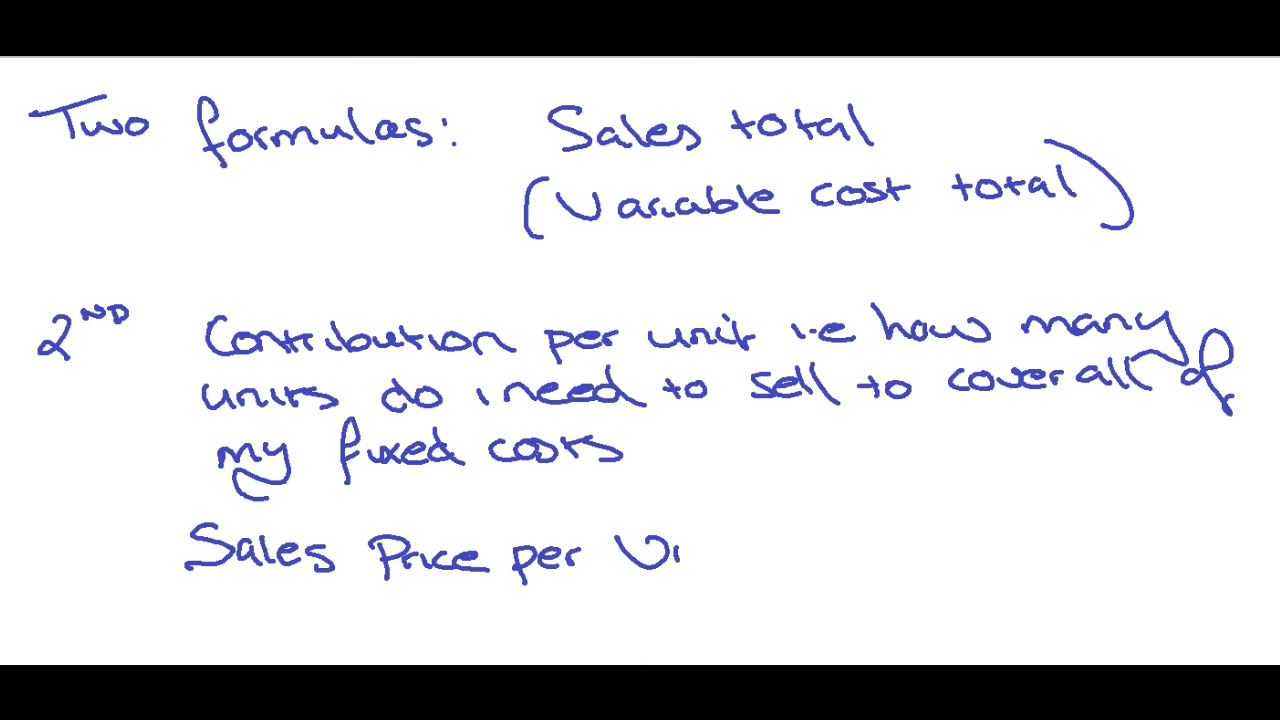 Two formulas: Sales total
(Variable cost total)
2ND Contribution per unit i.e how many
units do i need to sell to cover all of
my fixed costs
Sales Price per